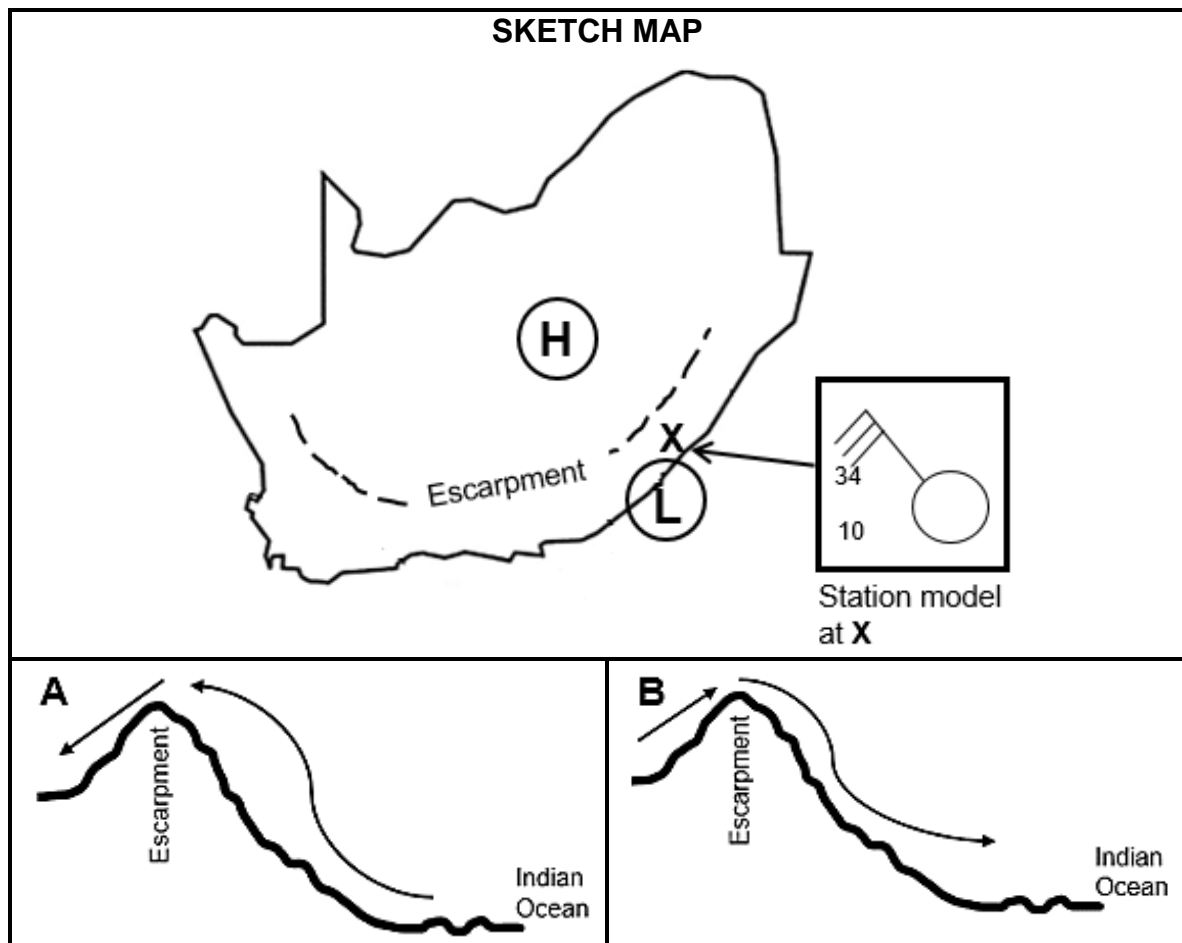 SKETCH MAP
H
X
Escarpment
L
34
10
Station model
at X
A
Escarpment
Indian
Ocean
B
Escarpment
Indian
Ocean